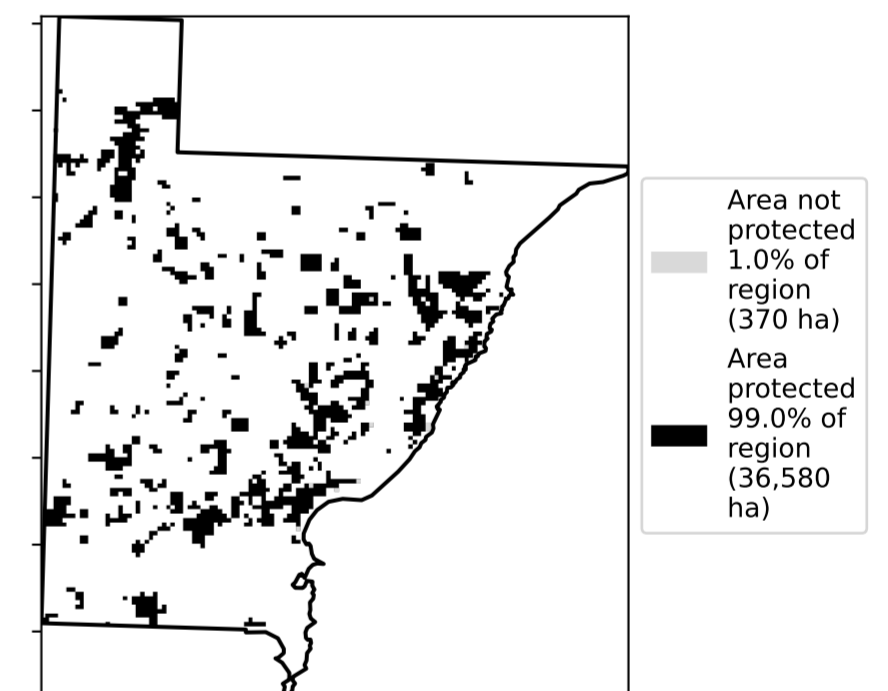 Area not
protected
1.0% of
region
(370 ha)
Area
protected
99.0% of
region
(36,580
ha)